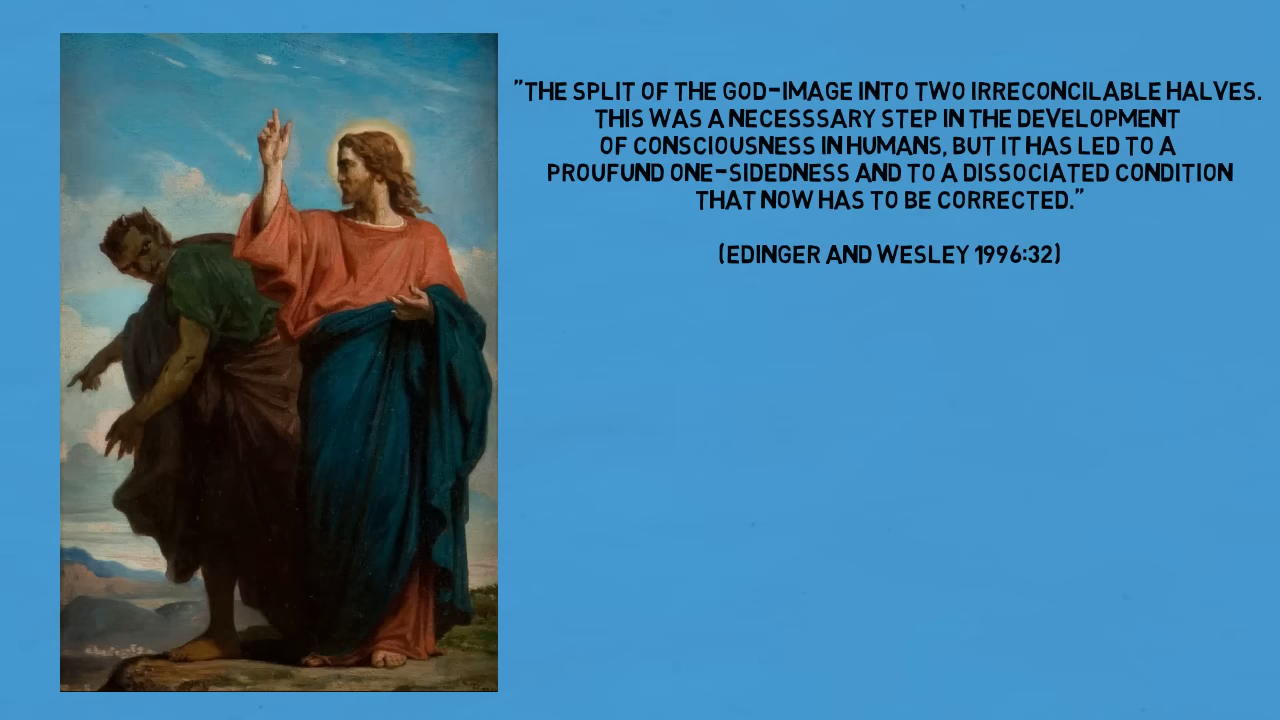 "THE SPLIT OF THE GOD-IMAGE INTO TWO IRRECONCILABLE HALVES.
THIS WAS A NECESSSARY STEP IN THE DEVELOPMENT
OF CONSCIOUSNESS IN HUMANS, BUT IT HAS LED TO A
PROUFUND ONE-SIDEDNESS AND TO A DISSOCIATED CONDITION
THAT NOW HAS TO BE CORRECTED."
(EDINGER AND WESLEY 1996:32)